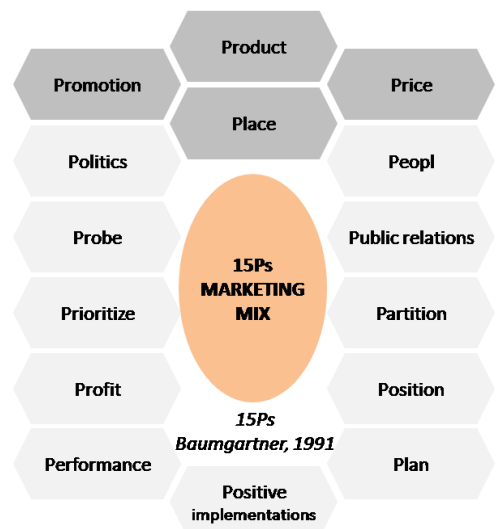 Product
Promotion
Price
Place
Politics
Peopl
Probe
Public relations
15Ps
MARKETING
MIX
Prioritize
Partition
Profit
Position
15Ps
Baumgartner, 1991
Performance
Plan
Positive
implementations